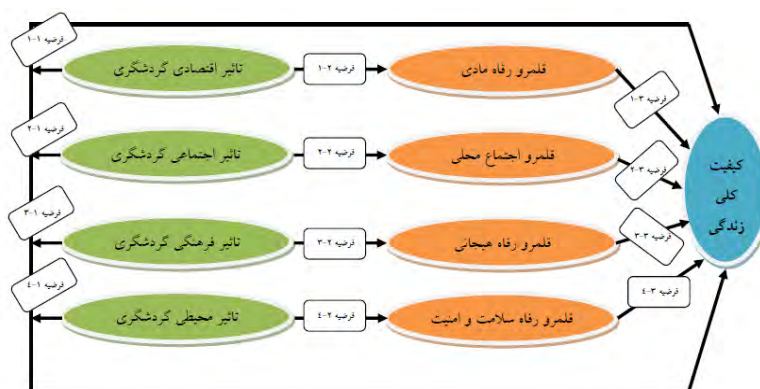 فرضیه ۱-۱
تاثیر اقتصادی گردشگری
فرضیه ۲-۱
قلمرو رفاه مادی
فرضیه ۳-۱
فرضیه ۱-۲
تاثیر اجتماعی گردشگری
فرضیه ۲-۲
قلمرو اجتماع محلی
فرضیه ۳-۲
کیفیت
کلی
زندگی
فرضیه ۱-۳
تاثیر فرهنگی گردشگری
فرضیه ۲-۳
قلمرو رفاه هیجانی
فرضیه ۳-۳
فرضیه ۱-٤
تاثیر محیطی گردشگری
فرضیه ۲-٤
قلمرو رفاه سلامت و امنیت
فرضیه ۳-٤